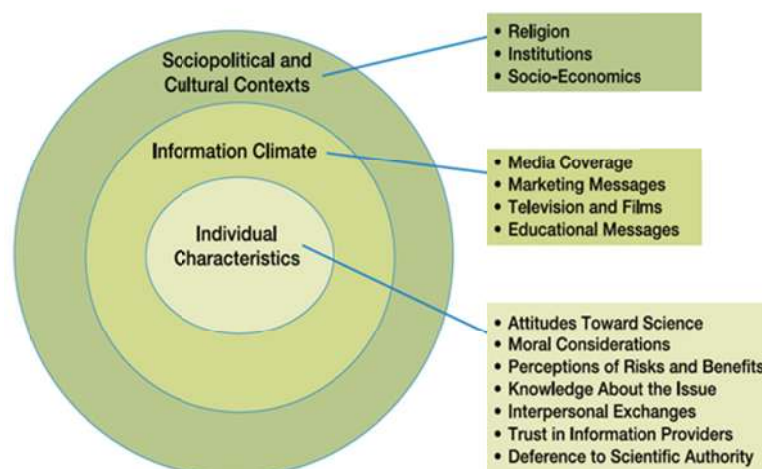 Sociopolitical and
Cultural Contexts
Information Climate
Individual
Characteristics
• Religion
• Institutions
• Socio-Economics
• Media Coverage
• Marketing Messages
• Television and Films
• Educational Messages
• Attitudes Toward Science
• Moral Considerations
• Perceptions of Risks and Benefits
• Knowledge About the Issue
• Interpersonal Exchanges
• Trust in Information Providers
• Deference to Scientific Authority